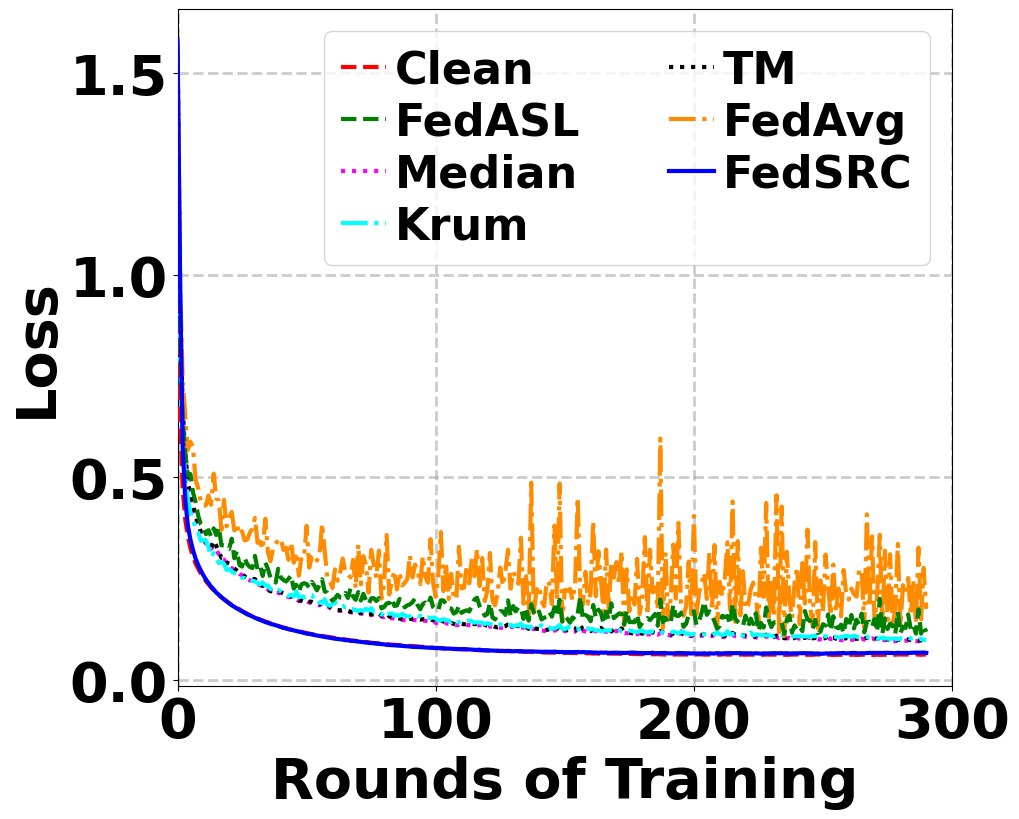 Loss
1.5
1.0
0.5
0.0
0
100
200
300
Rounds of Training
Clean
FedASL
Median
Krum
TM
FedAvg
FedSRC